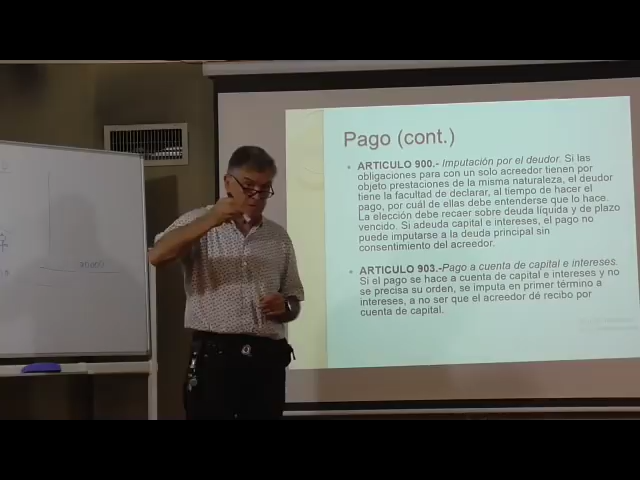 Pago (cont.)
• ARTICULO 900.- Imputación por el deudor. Si las
obligaciones para con un solo acreedor tienen por
objeto prestaciones de la misma naturaleza, el deudor
tiene la facultad de declarar, al tiempo de hacer el
pago, por cuál de ellas debe entenderse que lo hace.
La elección debe recaer sobre deuda líquida y de plazo
vencido. Si adeuda capital e intereses, el pago no
puede imputarse a la deuda principal sin
consentimiento del acreedor.
• ARTICULO 903.-Pago a cuenta de capital e intereses.
Si el pago se hace a cuenta de capital e intereses y no
se precisa su orden, se imputa en primer término a
intereses, a no ser que el acreedor dé recibo por
cuenta de capital.